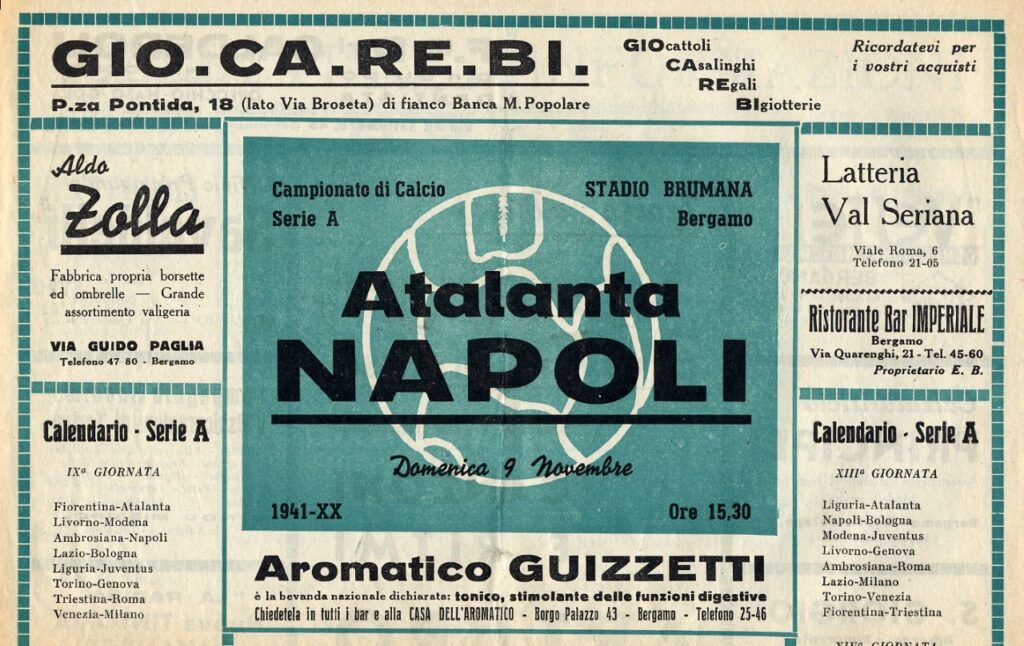 GIO.CA.RE.BI.
P.za Pontida, 18 (lato Via Broseta) di fianco Banca M. Popolare
GIOcattoli
CAsalinghi
REgali
BIgiotterie
Ricordatevi per
i vostri acquisti
Aldo
Zolla
Fabbrica propria borsette
ed ombrelle — Grande
assortimento valigeria
VIA GUIDO PAGLIA
Telefono 47 80 - Bergamo
Calendario - Serie A
IXª GIORNATA
Fiorentina-Atalanta
Livorno-Modena
Ambrosiana-Napoli
Lazio-Bologna
Liguria-Juventus
Torino-Genova
Triestina-Roma
Venezia-Milano
Campionato di Calcio
Serie A
STADIO BRUMANA
Bergamo
Atalanta
NAPOLI
Domenica 9 Novembre
1941-XX
Ore 15,30
Aromatico GUIZZETTI
è la bevanda nazionale dichiarata: tonico, stimolante delle funzioni digestive
Chiedetela in tutti i bar e alla CASA DELL'AROMATICO - Borgo Palazzo 43 - Bergamo - Telefono 25-46
Latteria
Val Seriana
Viale Roma, 6
Telefono 21-05
Ristorante Bar IMPERIALE
Bergamo
Via Quarenghi, 21 - Tel. 45-60
Proprietario E. B.
Calendario - Serie A
XIIIª GIORNATA
Liguria-Atalanta
Napoli-Bologna
Modena-Juventus
Livorno-Genova
Ambrosiana-Roma
Lazio-Milano
Torino-Venezia
Fiorentina-Triestina
XIVª GIORNATA